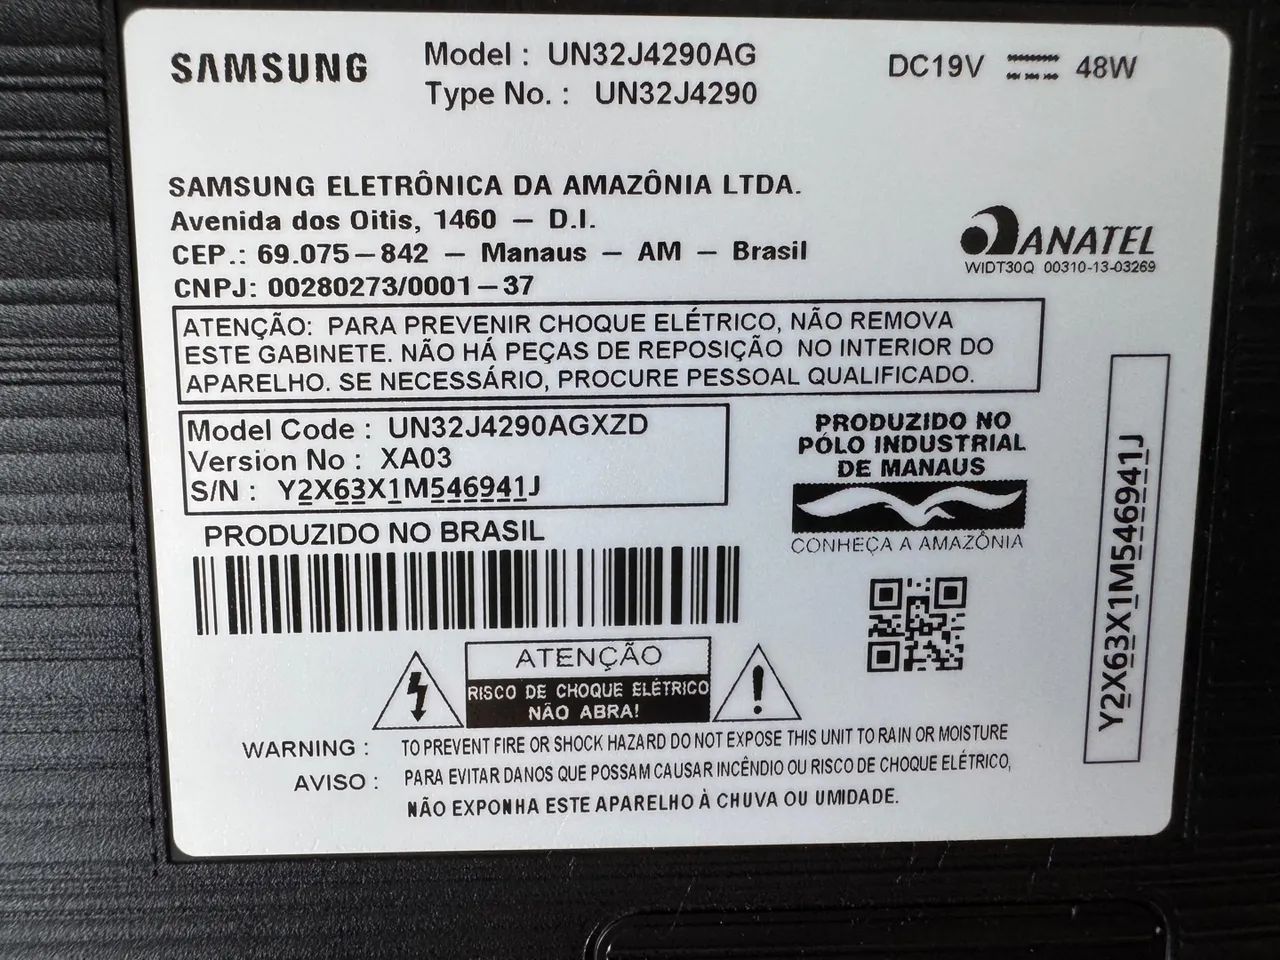 SAMSUNG
Model : UN32J4290AG
Type No. : UN32J4290
DC19V 48W
SAMSUNG ELETRÔNICA DA AMAZÔNIA LTDA.
Avenida dos Oitis, 1460 – D.I.
CEP.: 69.075–842 – Manaus – AM – Brasil
CNPJ: 00280273/0001–37
ANATEL
WIDT30Q 00310-13-03269
ATENÇÃO: PARA PREVENIR CHOQUE ELÉTRICO, NÃO REMOVA
ESTE GABINETE. NÃO HÁ PEÇAS DE REPOSIÇÃO NO INTERIOR DO
APARELHO. SE NECESSÁRIO, PROCURE PESSOAL QUALIFICADO.
Model Code : UN32J4290AGXZD
Version No : XA03
S/N : Y2X63X1M546941J
PRODUZIDO NO BRASIL
PRODUZIDO NO
PÓLO INDUSTRIAL
DE MANAUS
CONHEÇA A AMAZÔNIA
Y2X63X1M546941J
ATENÇÃO
RISCO DE CHOQUE ELÉTRICO
NÃO ABRA!
WARNING : TO PREVENT FIRE OR SHOCK HAZARD DO NOT EXPOSE THIS UNIT TO RAIN OR MOISTURE
AVISO : PARA EVITAR DANOS QUE POSSAM CAUSAR INCÊNDIO OU RISCO DE CHOQUE ELÉTRICO,
NÃO EXPONHA ESTE APARELHO À CHUVA OU UMIDADE.